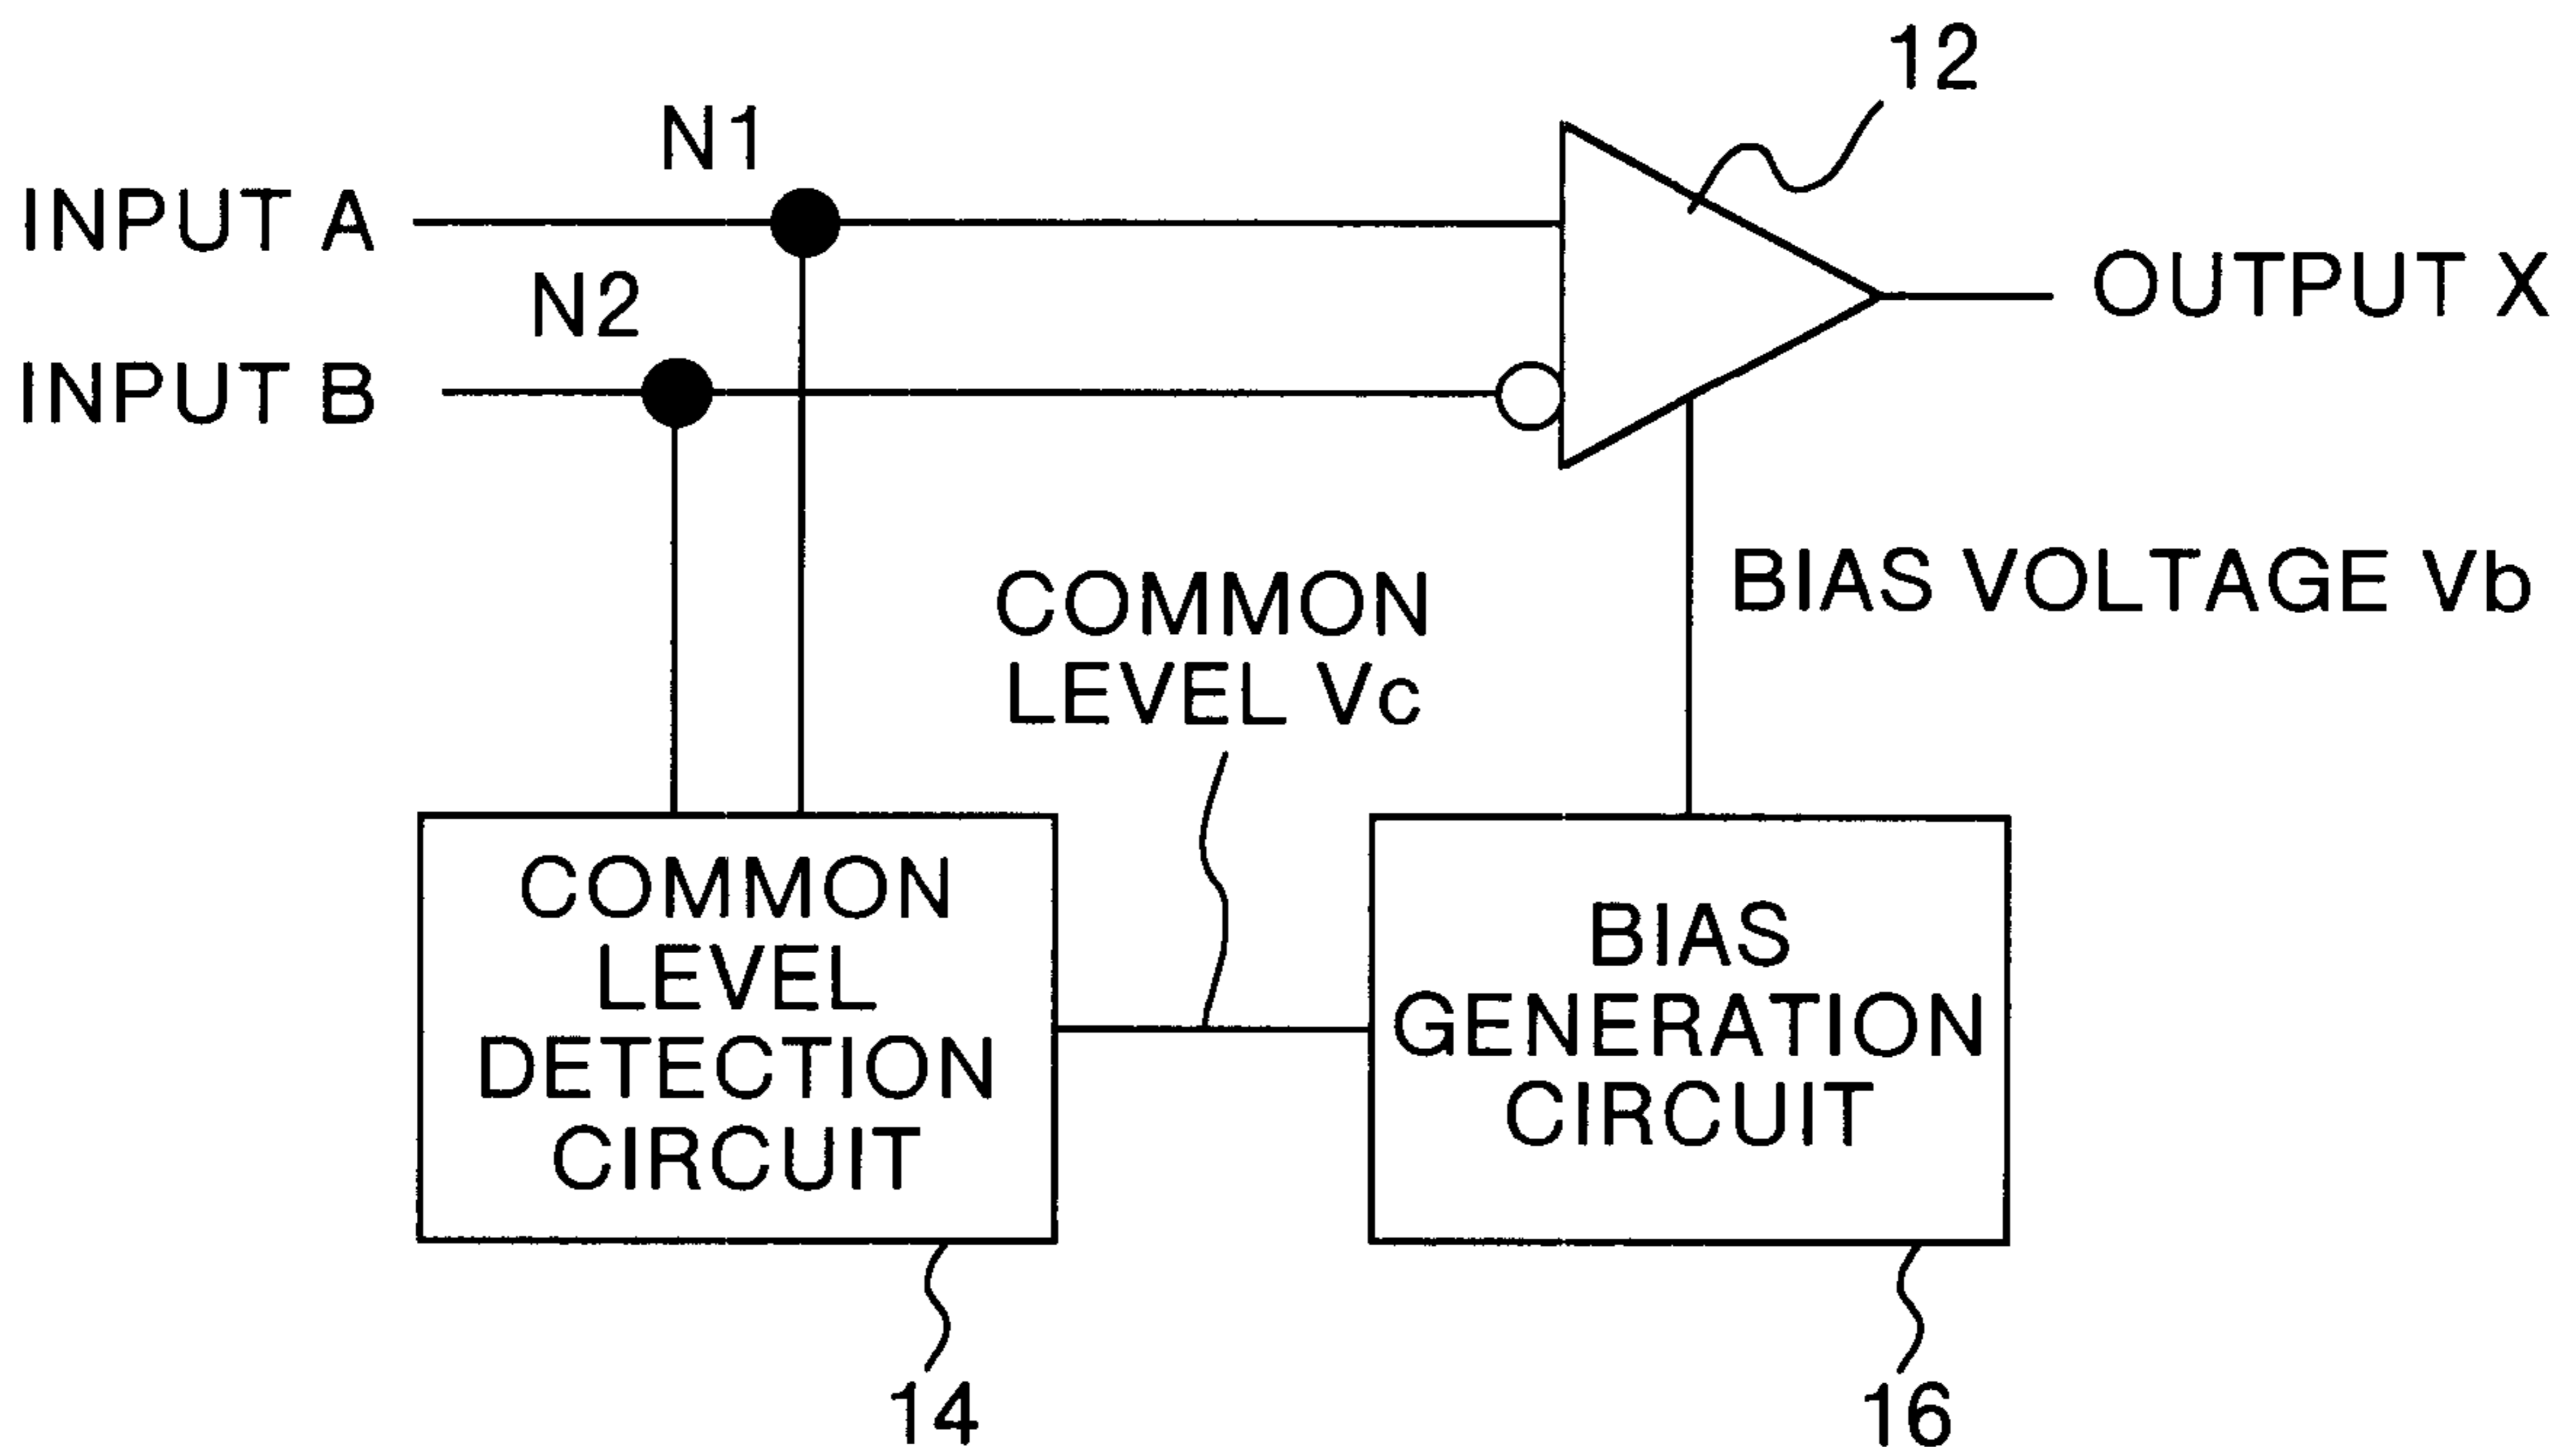 12
N1
INPUT A
N2
OUTPUT X
INPUT B
BIAS VOLTAGE Vb
COMMON
LEVEL Vc
COMMON
LEVEL
DETECTION
CIRCUIT
BIAS
GENERATION
CIRCUIT
14
16